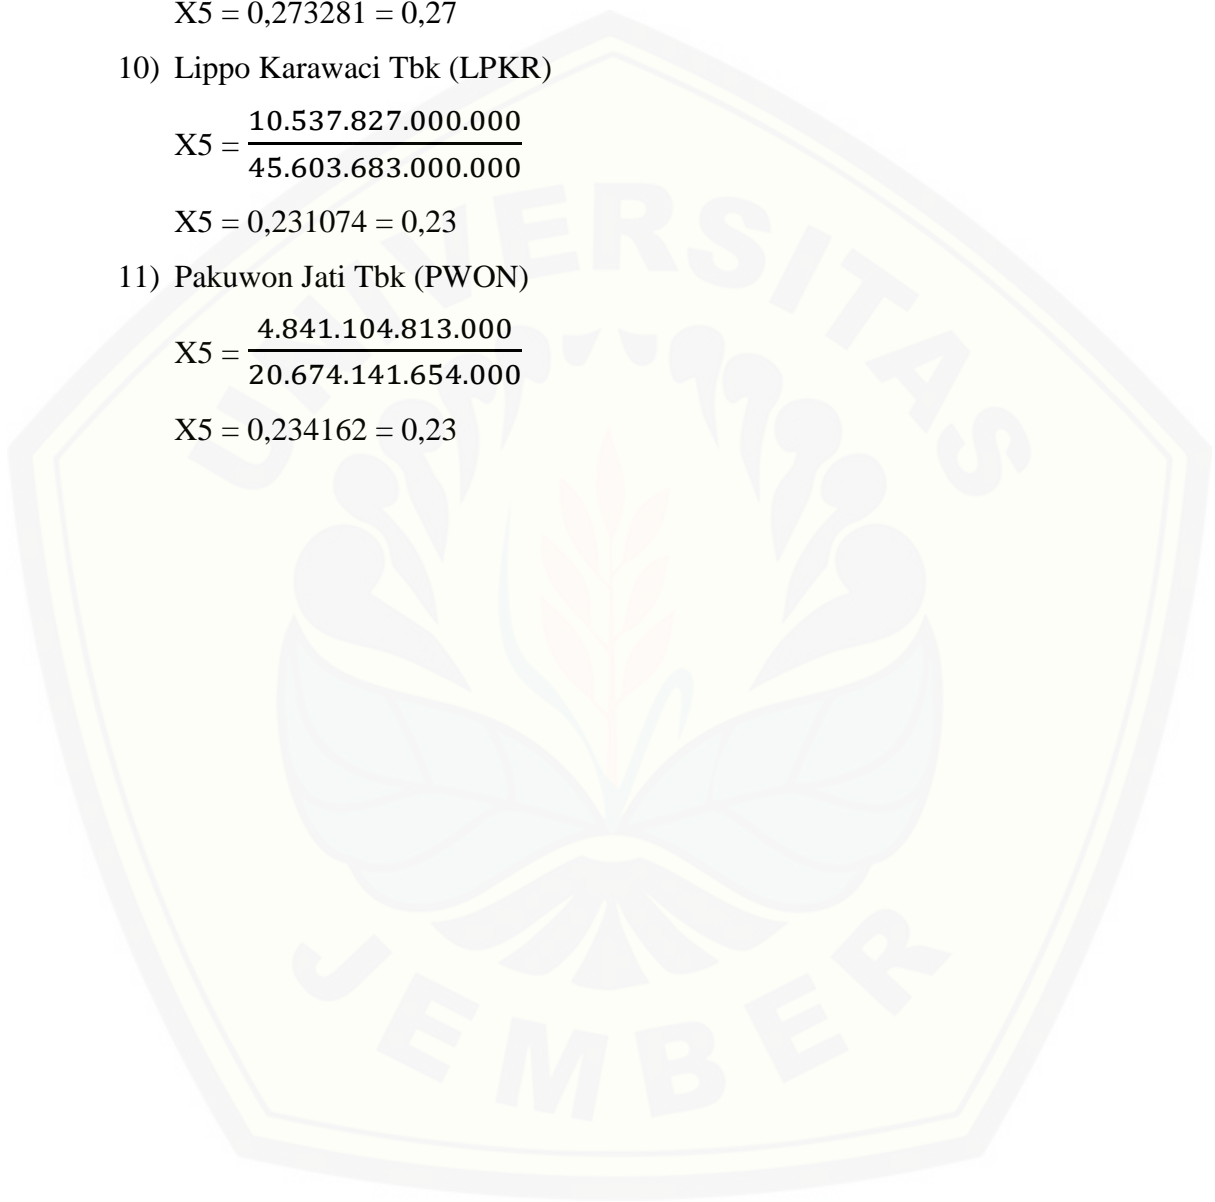 X5 = 0,273281 = 0,27
10) Lippo Karawaci Tbk (LPKR)
X5 = 10.537.827.000.000
45.603.683.000.000
X5 = 0,231074 = 0,23
11) Pakuwon Jati Tbk (PWON)
X5 = 4.841.104.813.000
20.674.141.654.000
X5 = 0,234162 = 0,23
UNIVERSITAS
JEMBER